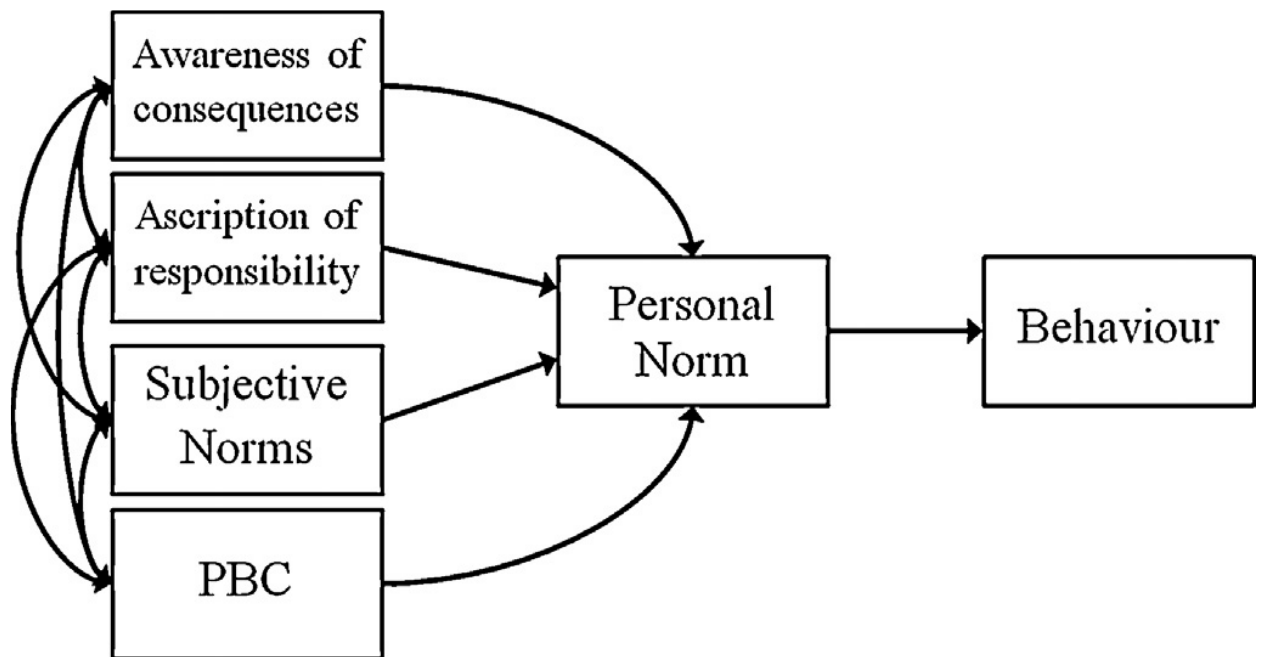 Awareness of
consequences
Ascription of
responsibility
Subjective
Norms
PBC
Personal
Norm
Behaviour